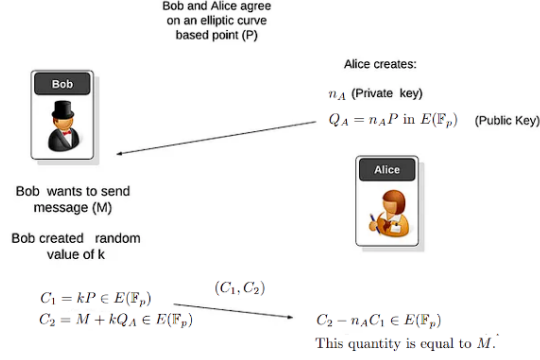 Bob and Alice agree
on an elliptic curve
based point (P)
Alice creates:
n_A (Private key)
Q_A = n_A P in E(𝔽_p) (Public Key)
Bob
Alice
Bob wants to send
message (M)
Bob created random
value of k
C_1 = kP ∈ E(𝔽_p)
C_2 = M + kQ_A ∈ E(𝔽_p)
(C_1, C_2)
C_2 − n_A C_1 ∈ E(𝔽_p)
This quantity is equal to M.